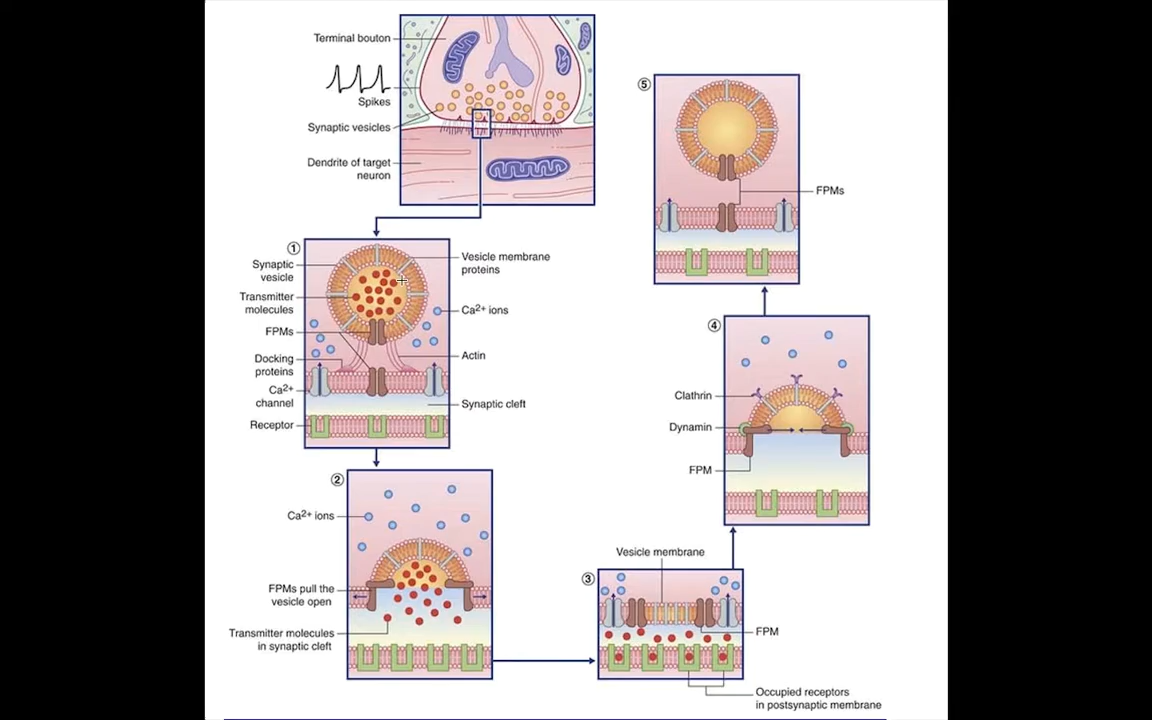 Terminal bouton
Spikes
Synaptic vesicles
Dendrite of target
neuron
1
Synaptic
vesicle
Transmitter
molecules
FPMs
Docking
proteins
Ca2+
channel
Receptor
Vesicle membrane
proteins
Ca2+ ions
Actin
Synaptic cleft
2
Ca2+ ions
FPMs pull the
vesicle open
Transmitter molecules
in synaptic cleft
3
Vesicle membrane
FPM
Occupied receptors
in postsynaptic membrane
4
Clathrin
Dynamin
FPM
5
FPMs